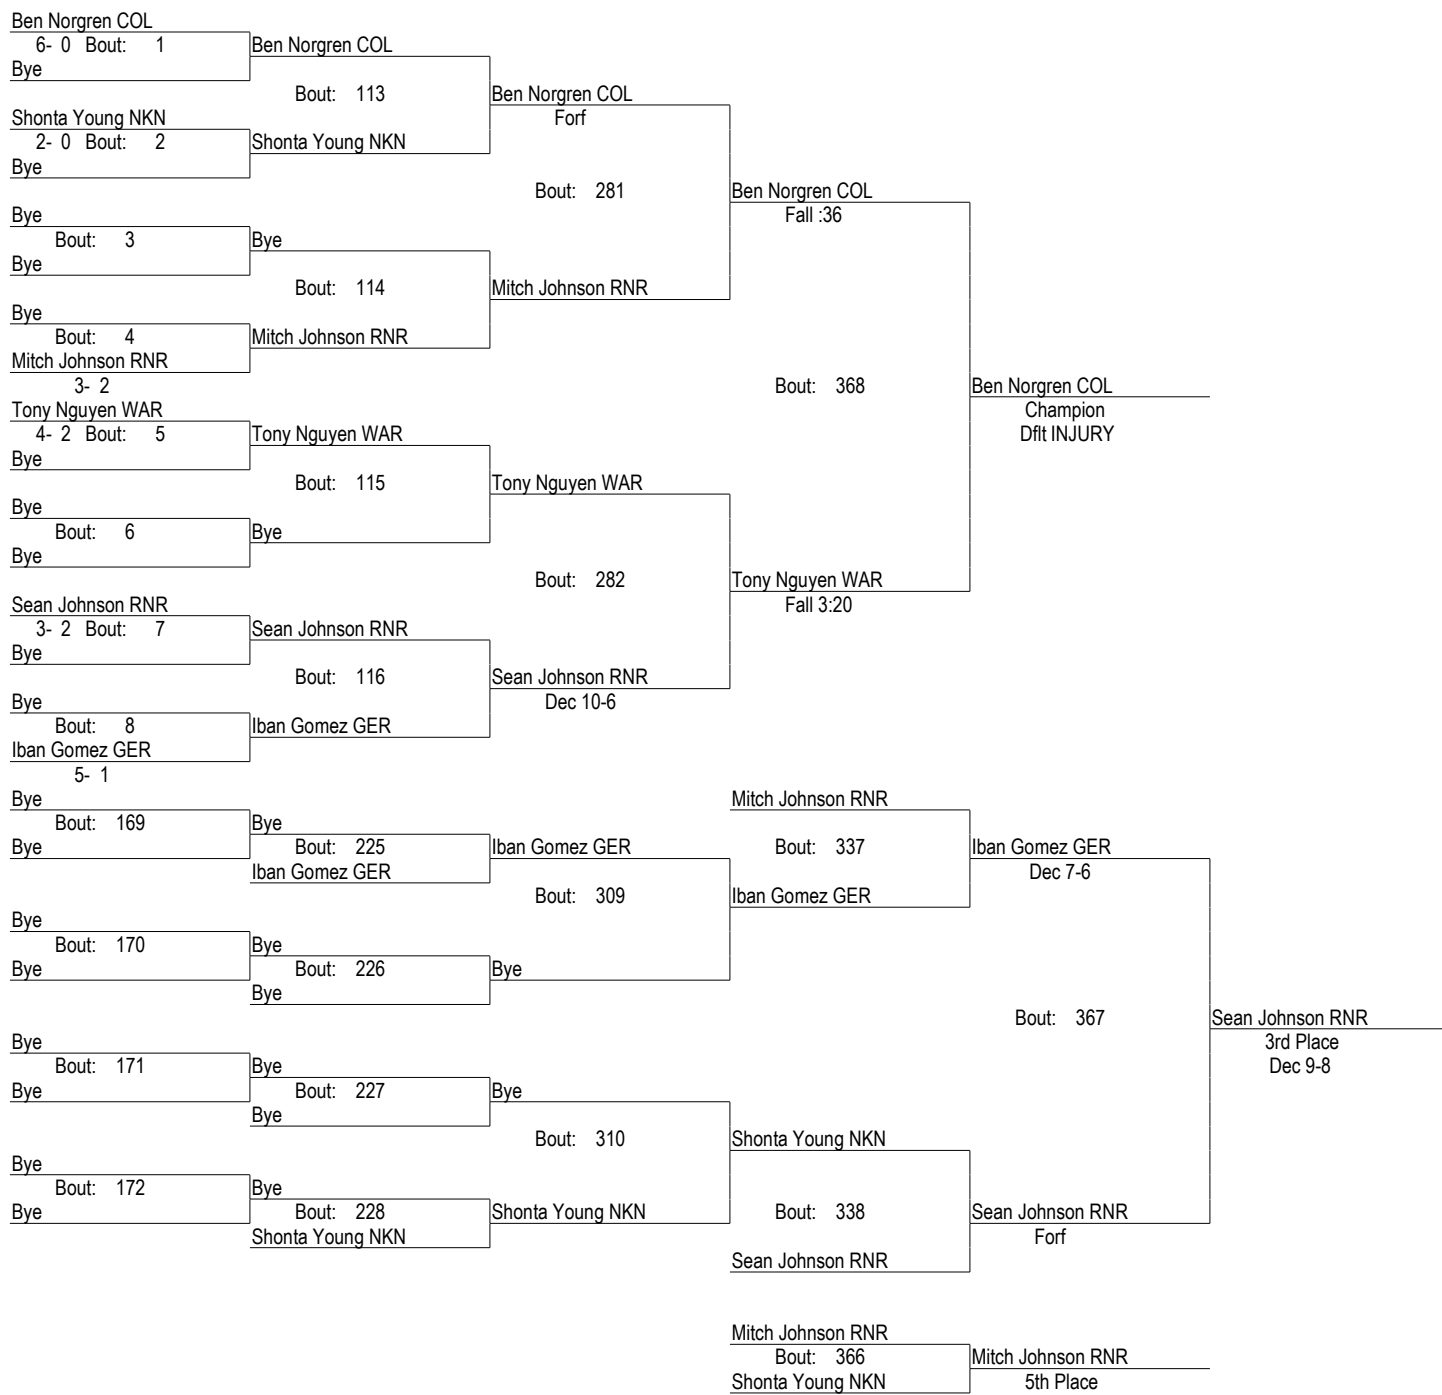 Ben Norgren COL
6- 0 Bout: 1
Bye
Ben Norgren COL
Bout: 113
Ben Norgren COL
Forf
Shonta Young NKN
2- 0 Bout: 2
Bye
Shonta Young NKN
Bout: 281
Ben Norgren COL
Fall :36
Bye
Bout: 3
Bye
Bye
Bout: 114
Mitch Johnson RNR
Bye
Bout: 4
Mitch Johnson RNR
3- 2
Mitch Johnson RNR
Bout: 368
Ben Norgren COL
Champion
Dflt INJURY
Tony Nguyen WAR
4- 2 Bout: 5
Bye
Tony Nguyen WAR
Bout: 115
Tony Nguyen WAR
Bye
Bout: 6
Bye
Bye
Bout: 282
Tony Nguyen WAR
Fall 3:20
Sean Johnson RNR
3- 2 Bout: 7
Bye
Sean Johnson RNR
Bout: 116
Sean Johnson RNR
Dec 10-6
Bye
Bout: 8
Iban Gomez GER
5- 1
Iban Gomez GER
Bye
Bout: 169
Bye
Bye
Bout: 225
Iban Gomez GER
Iban Gomez GER
Bout: 309
Mitch Johnson RNR
Bout: 337
Iban Gomez GER
Iban Gomez GER
Dec 7-6
Bye
Bout: 170
Bye
Bye
Bout: 226
Bye
Bye
Bout: 367
Sean Johnson RNR
3rd Place
Dec 9-8
Bye
Bout: 171
Bye
Bye
Bout: 227
Bye
Bye
Bout: 310
Shonta Young NKN
Bye
Bout: 172
Bye
Bye
Bout: 228
Shonta Young NKN
Shonta Young NKN
Bout: 338
Sean Johnson RNR
Sean Johnson RNR
Forf
Mitch Johnson RNR
Bout: 366
Shonta Young NKN
Mitch Johnson RNR
5th Place